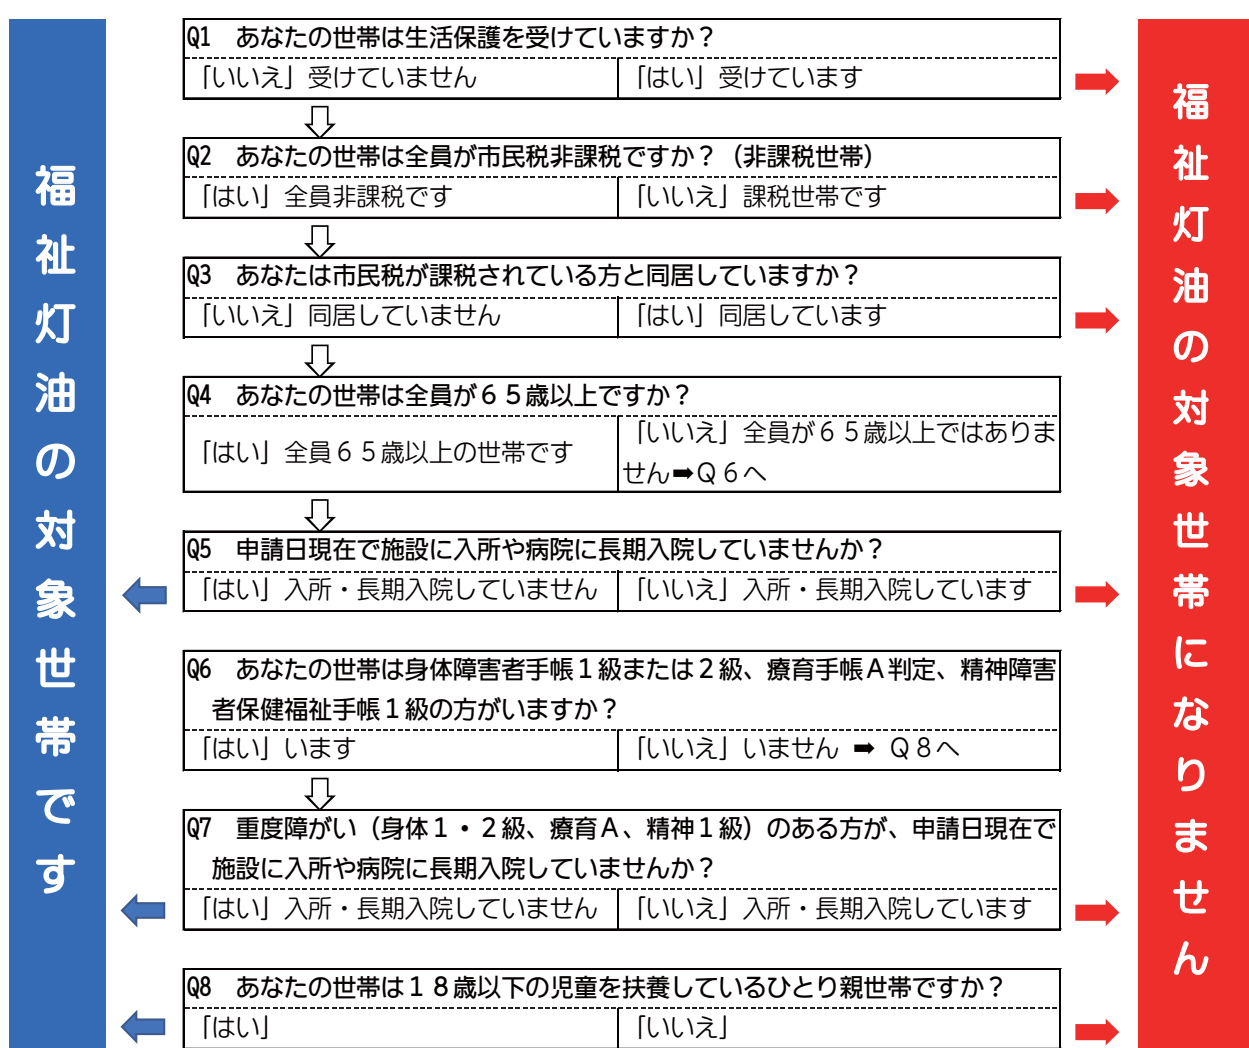 福祉灯油の対象世帯です
Q1　あなたの世帯は生活保護を受けていますか？
「いいえ」受けていません
「はい」受けています
Q2　あなたの世帯は全員が市民税非課税ですか？（非課税世帯）
「はい」全員非課税です
「いいえ」課税世帯です
Q3　あなたは市民税が課税されている方と同居していますか？
「いいえ」同居していません
「はい」同居しています
Q4　あなたの世帯は全員が６５歳以上ですか？
「はい」全員６５歳以上の世帯です
「いいえ」全員が６５歳以上ではありま
せん➡Ｑ６へ
Q5　申請日現在で施設に入所や病院に長期入院していませんか？
「はい」入所・長期入院していません
「いいえ」入所・長期入院しています
Q6　あなたの世帯は身体障害者手帳１級または２級、療育手帳Ａ判定、精神障害
者保健福祉手帳１級の方がいますか？
「はい」います
「いいえ」いません ➡ Ｑ８へ
Q7　重度障がい（身体１・２級、療育Ａ、精神１級）のある方が、申請日現在で
施設に入所や病院に長期入院していませんか？
「はい」入所・長期入院していません
「いいえ」入所・長期入院しています
Q8　あなたの世帯は１８歳以下の児童を扶養しているひとり親世帯ですか？
「はい」
「いいえ」
福祉灯油の対象世帯になりません